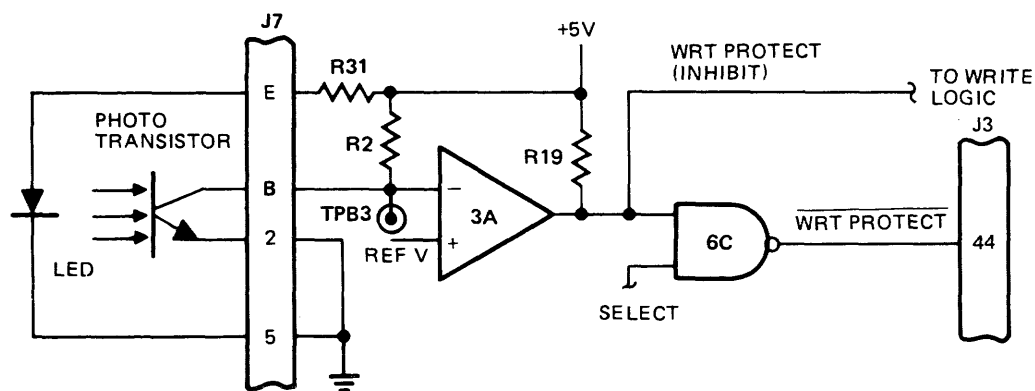 J7
+5V
WRT PROTECT
(INHIBIT)
TO WRITE
LOGIC
J3
R31
E
PHOTO
TRANSISTOR
R2
R19
B
TPB3
−
3A
+
REF V
2
6C
WRT PROTECT
44
SELECT
LED
5